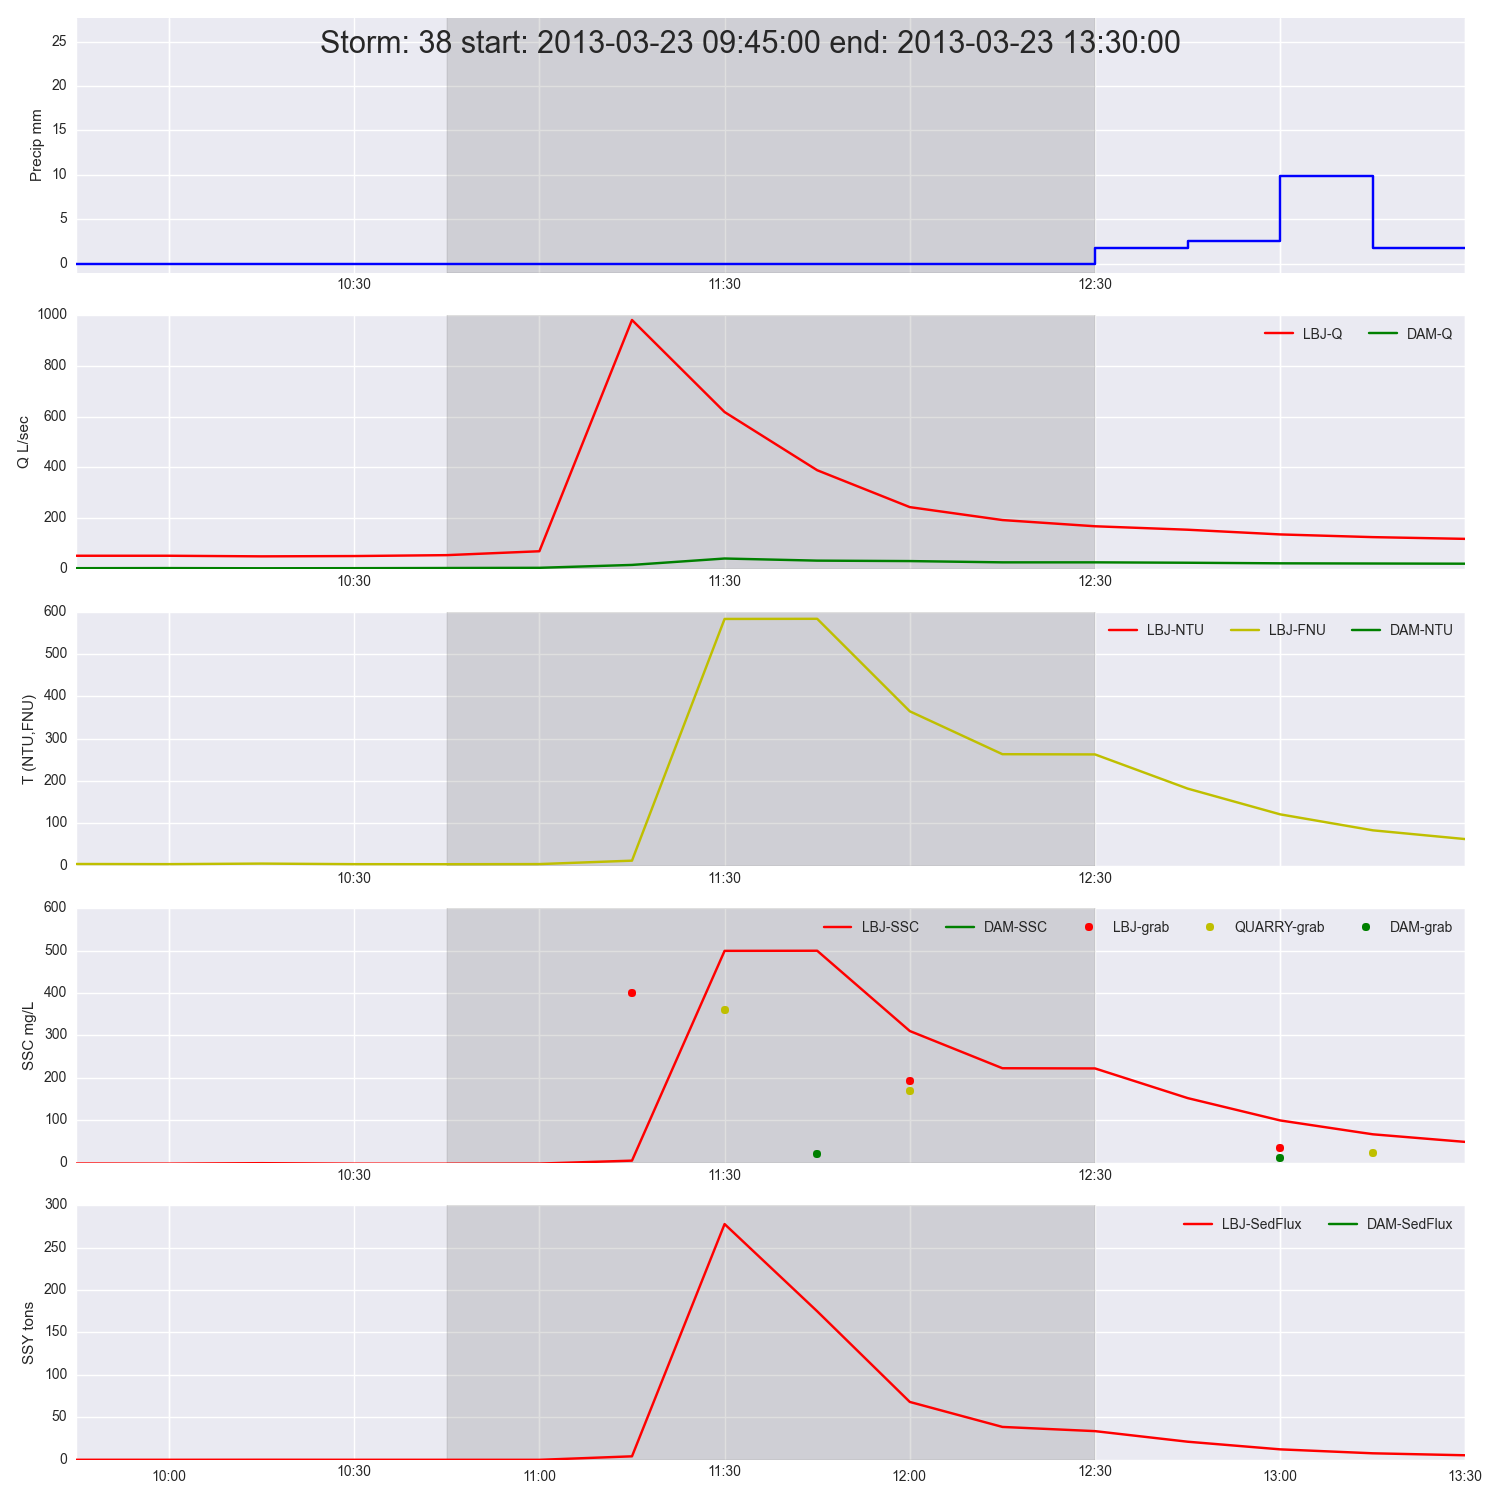 Storm: 38 start: 2013-03-23 09:45:00 end: 2013-03-23 13:30:00
Precip mm
25
20
15
10
5
0
10:30 11:30 12:30
Q L/sec
1000
800
600
400
200
0
LBJ-Q DAM-Q
10:30 11:30 12:30
T (NTU,FNU)
600
500
400
300
200
100
0
LBJ-NTU LBJ-FNU DAM-NTU
10:30 11:30 12:30
SSC mg/L
600
500
400
300
200
100
0
LBJ-SSC DAM-SSC LBJ-grab QUARRY-grab DAM-grab
10:30 11:30 12:30
SSY tons
300
250
200
150
100
50
0
LBJ-SedFlux DAM-SedFlux
10:00 10:30 11:00 11:30 12:00 12:30 13:00 13:30